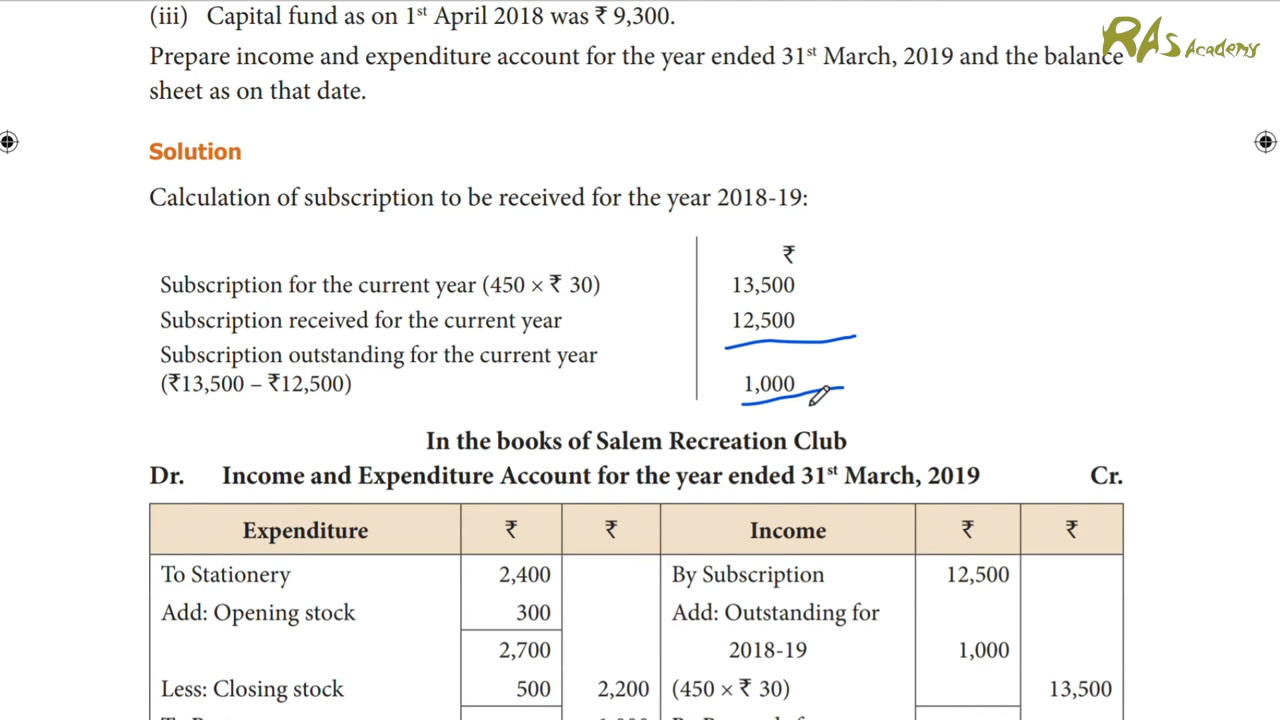 (iii) Capital fund as on 1st April 2018 was ₹ 9,300.
RAS Academy
Prepare income and expenditure account for the year ended 31st March, 2019 and the balance
sheet as on that date.
Solution
Calculation of subscription to be received for the year 2018-19:
₹
Subscription for the current year (450 × ₹ 30) 13,500
Subscription received for the current year 12,500
Subscription outstanding for the current year
(₹13,500 – ₹12,500) 1,000
In the books of Salem Recreation Club
Dr. Income and Expenditure Account for the year ended 31st March, 2019 Cr.
Expenditure ₹ ₹ Income ₹ ₹
To Stationery 2,400 By Subscription 12,500
Add: Opening stock 300 Add: Outstanding for
2,700 2018-19 1,000
Less: Closing stock 500 2,200 (450 × ₹ 30) 13,500